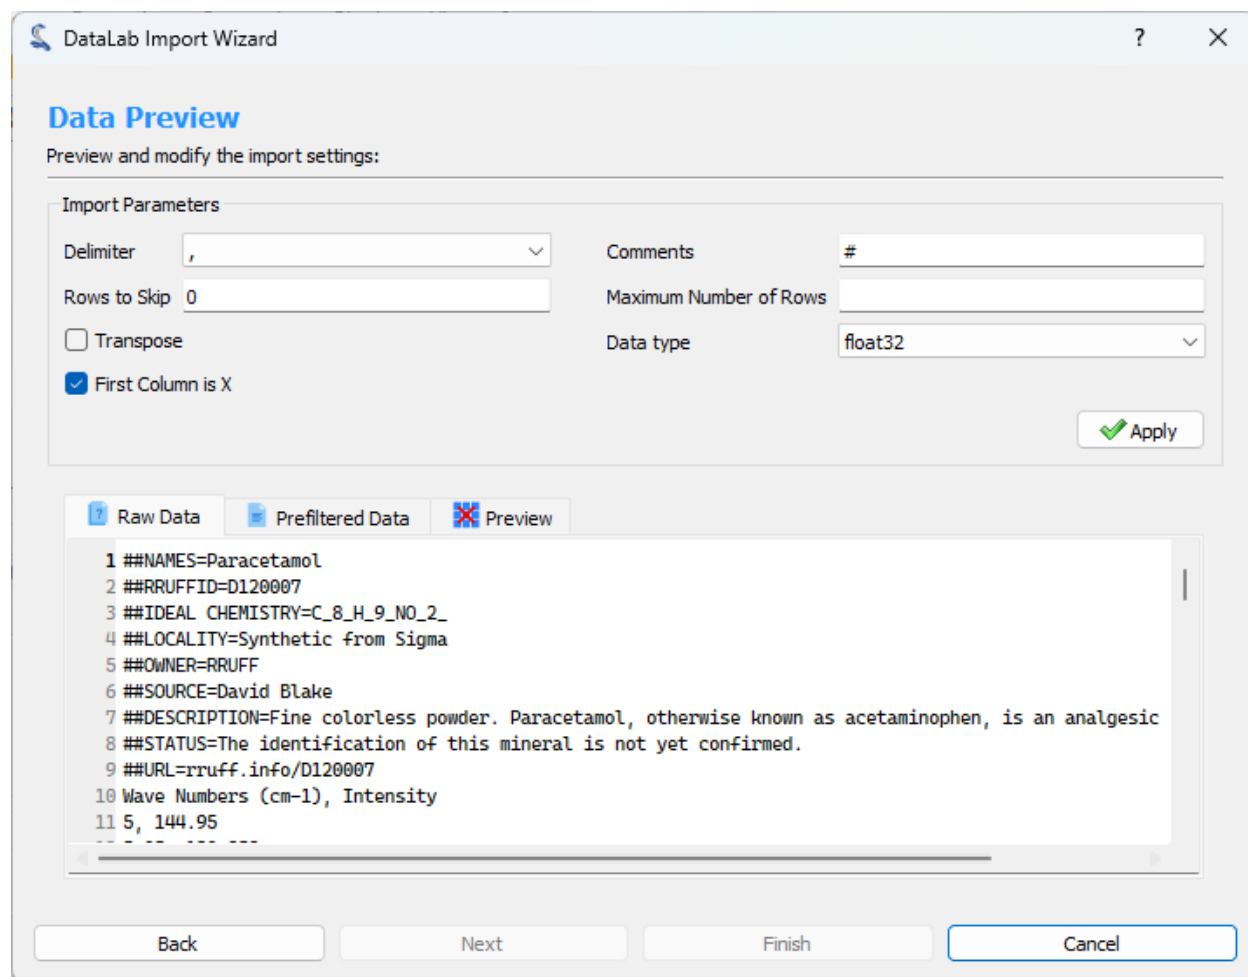 DataLab Import Wizard
?
Data Preview
Preview and modify the import settings:
Import Parameters
Delimiter , Comments #
Rows to Skip 0 Maximum Number of Rows
Transpose Data type float32
First Column is X
Apply
Raw Data Prefiltered Data Preview
1 ##NAMES=Paracetamol
2 ##RRUFFID=D120007
3 ##IDEAL CHEMISTRY=C_8_H_9_NO_2_
4 ##LOCALITY=Synthetic from Sigma
5 ##OWNER=RRUFF
6 ##SOURCE=David Blake
7 ##DESCRIPTION=Fine colorless powder. Paracetamol, otherwise known as acetaminophen, is an analgesic
8 ##STATUS=The identification of this mineral is not yet confirmed.
9 ##URL=rruff.info/D120007
10 Wave Numbers (cm-1), Intensity
11 5, 144.95
Back Next Finish Cancel